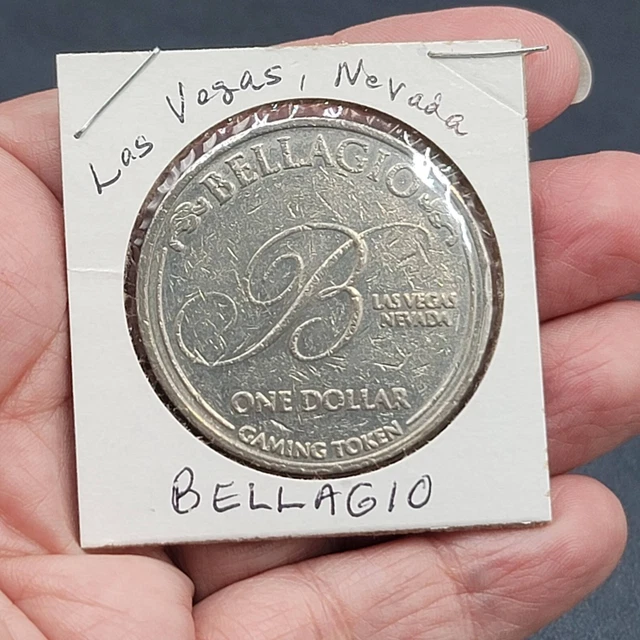 Las Vegas, Nevada
BELLAGIO
B
LAS VEGAS
NEVADA
ONE DOLLAR
GAMING TOKEN
BELLAGIO